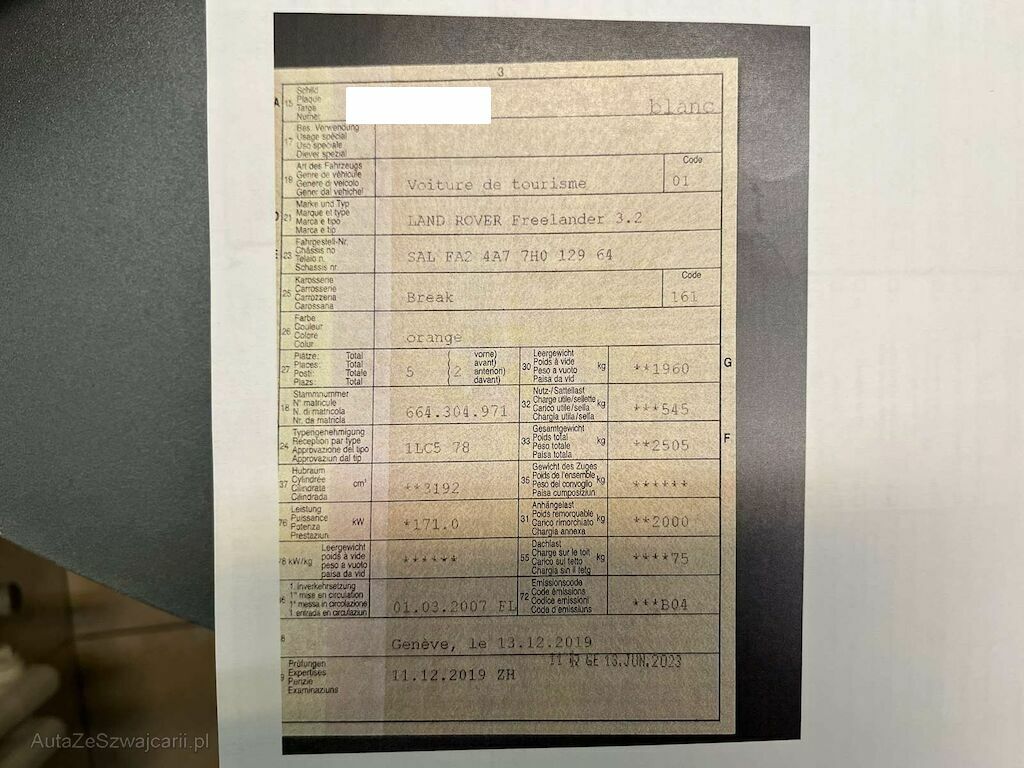 3
A 15 Schild
Plaque
Targa
Numer
blanc
17 Bes. Verwendung
Usage spécial
Uso speciale
Diever spezial
19 Art des Fahrzeugs
Genre de véhicule
Genere di veicolo
Gener dal vehichel
Voiture de tourisme
Code
01
D 21 Marke und Typ
Marque et type
Marca e tipo
Marca e tip
LAND ROVER Freelander 3.2
E 23 Fahrgestell-Nr.
Châssis no
Telaio n.
Schassis nr.
SAL FA2 4A7 7H0 129 64
25 Karosserie
Carrosserie
Carrozzeria
Carossaria
Break
Code
161
26 Farbe
Couleur
Colore
Colur
orange
27 Plätze: Total
Places: Total
Posti: Totale
Plazs: Total
5 ( 2 vorne)
avant)
anteriori)
davant)
30 Leergewicht
Poids à vide
Peso a vuoto
Paisa da vid
kg
**1960
G
18 Stammnummer
N° matricule
N. di matricola
Nr. da matricla
664.304.971
32 Nutz-/Sattellast
Charge utile/sellette
Carico utile/sella
Chargia utila/sella
kg
***545
24 Typengenehmigung
Réception par type
Approvazione del tipo
Approvaziun dal tip
1LC5 78
33 Gesamtgewicht
Poids total
Peso totale
Paisa totala
kg
**2505
F
37 Hubraum
Cylindrée
Cilindrata
Cilindrada
cm³
**3192
35 Gewicht des Zuges
Poids de l'ensemble
Peso del convoglio
Paisa cumposiziun
kg
******
76 Leistung
Puissance
Potenza
Prestaziun
kW
*171.0
31 Anhängelast
Poids remorquable
Carico rimorchiato
Chargia annexa
kg
**2000
78 kW/kg Leergewicht
poids à vide
peso a vuoto
paisa da vid
******
55 Dachlast
Charge sur le toit
Carico sul tetto
Chargia sin il tetg
kg
****75
36 1. Inverkehrsetzung
1re mise en circulation
1a messa in circolazione
1. entrada en circulaziun
01.03.2007 FL
72 Emissionscode
Code émissions
Codice emissioni
Code d'emissiuns
***B04
8
Genève, le 13.12.2019
9 Prüfungen
Expertises
Perizie
Examinaziuns
11.12.2019 ZH
GE 13.JUN.2023
AutaZeSzwajcarii.pl